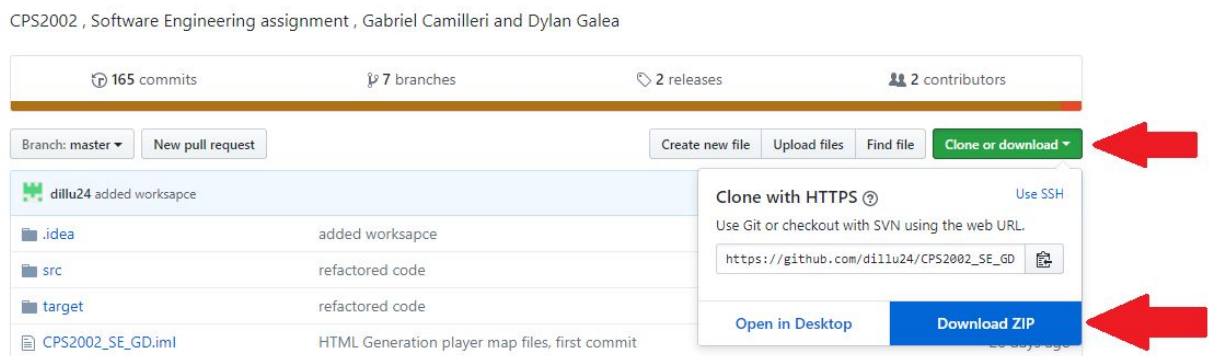 CPS2002 , Software Engineering assignment , Gabriel Camilleri and Dylan Galea
165 commits 7 branches 2 releases 2 contributors
Branch: master New pull request Create new file Upload files Find file Clone or download
dillu24 added worksapce
Clone with HTTPS Use SSH
Use Git or checkout with SVN using the web URL.
.idea added worksapce
https://github.com/dillu24/CPS2002_SE_GD
src refactored code
target refactored code
Open in Desktop Download ZIP
CPS2002_SE_GD.iml HTML Generation player map files, first commit days ago